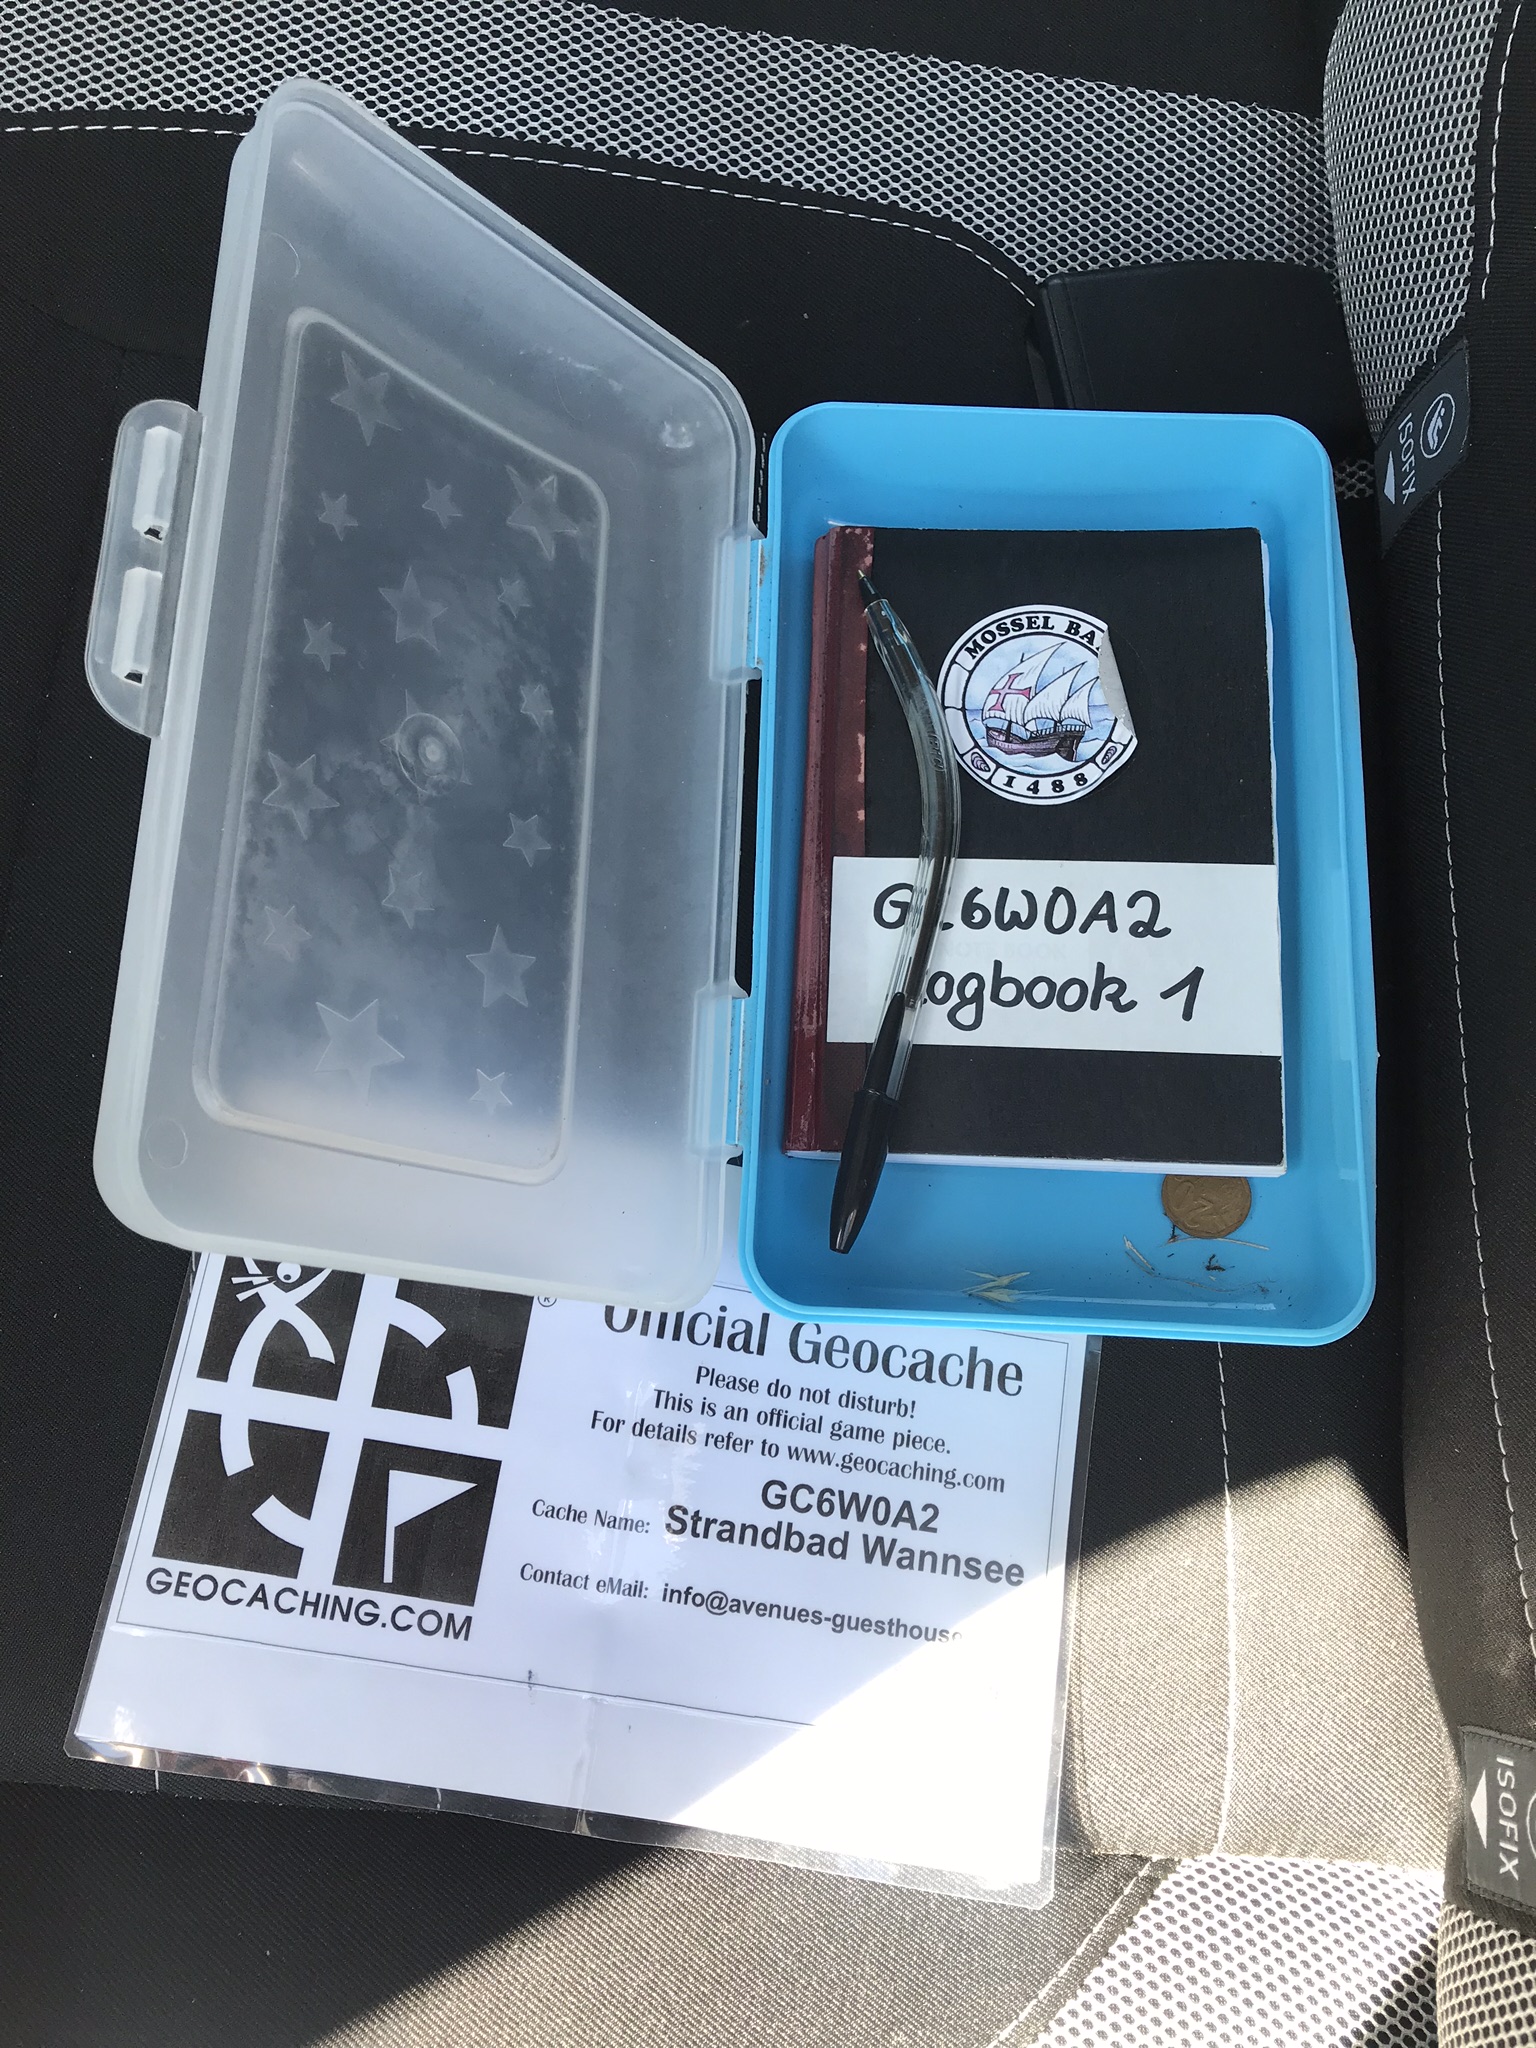 ISOFIX
MOSSEL BA
1488
GC6W0A2
Logbook 1
Official Geocache
Please do not disturb!
This is an official game piece.
For details refer to www.geocaching.com
GC6W0A2
Cache Name: Strandbad Wannsee
Contact eMail: info@avenues-guesthouse
GEOCACHING.COM
ISOFIX